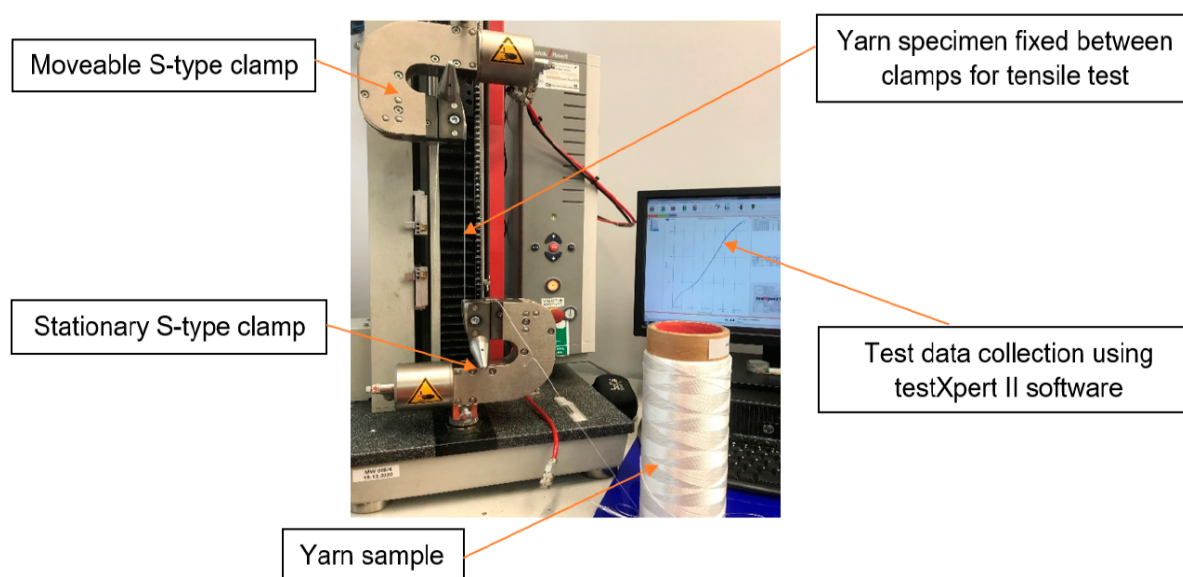 Moveable S-type clamp
Yarn specimen fixed between
clamps for tensile test
Stationary S-type clamp
Test data collection using
testXpert II software
Yarn sample